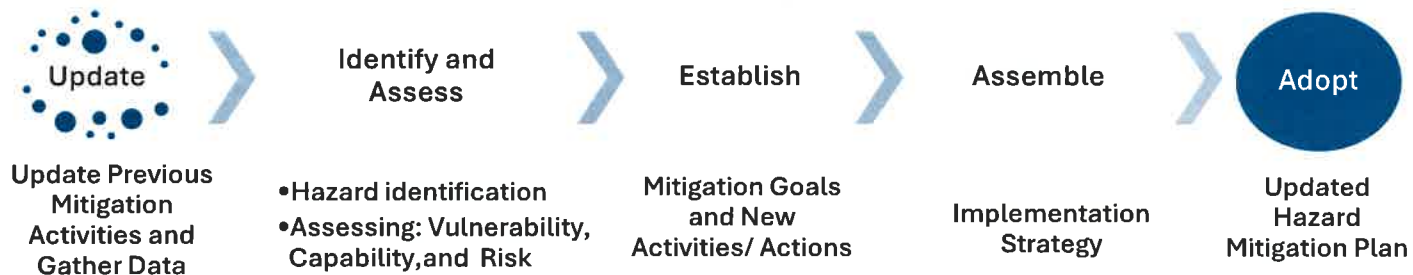 Update
Identify and
Assess
Establish
Assemble
Adopt
Update Previous
Mitigation
Activities and
Gather Data
•Hazard identification
•Assessing: Vulnerability,
Capability,and Risk
Mitigation Goals
and New
Activities/ Actions
Implementation
Strategy
Updated
Hazard
Mitigation Plan